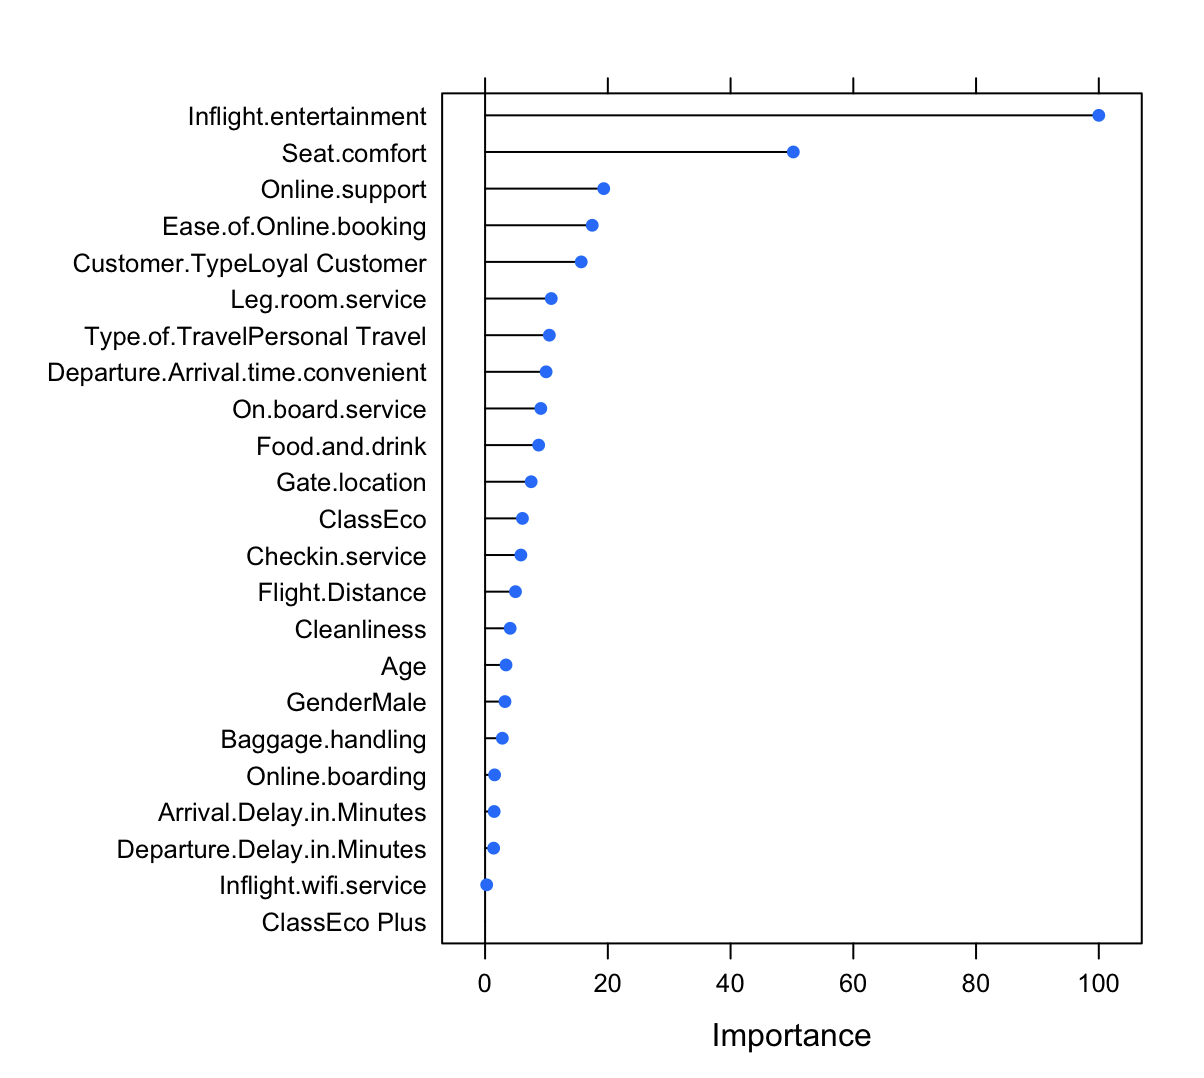 Inflight.entertainment
Seat.comfort
Online.support
Ease.of.Online.booking
Customer.TypeLoyal Customer
Leg.room.service
Type.of.TravelPersonal Travel
Departure.Arrival.time.convenient
On.board.service
Food.and.drink
Gate.location
ClassEco
Checkin.service
Flight.Distance
Cleanliness
Age
GenderMale
Baggage.handling
Online.boarding
Arrival.Delay.in.Minutes
Departure.Delay.in.Minutes
Inflight.wifi.service
ClassEco Plus
0 20 40 60 80 100
Importance